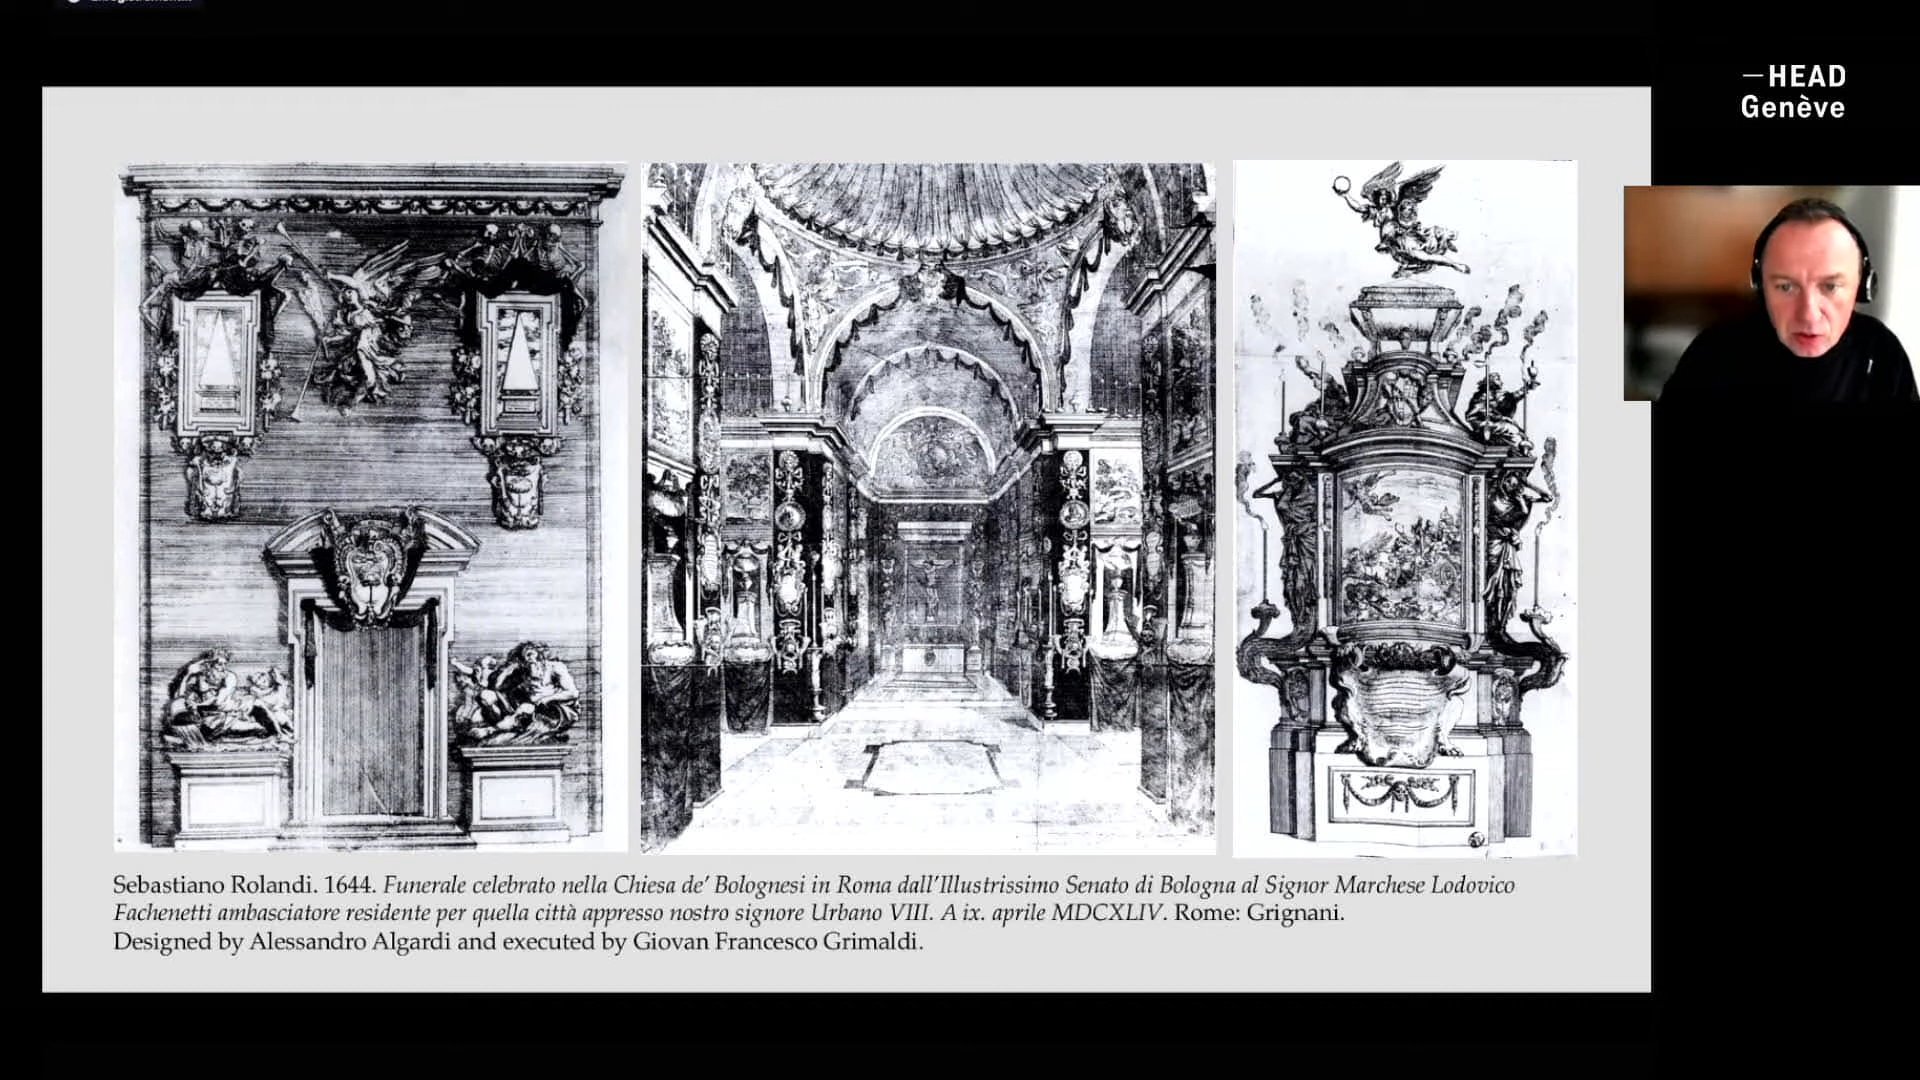 —HEAD
Genève
Sebastiano Rolandi. 1644. Funerale celebrato nella Chiesa de’ Bolognesi in Roma dall’Illustrissimo Senato di Bologna al Signor Marchese Lodovico
Fachenetti ambasciatore residente per quella città appresso nostro signore Urbano VIII. A ix. aprile MDCXLIV. Rome: Grignani.
Designed by Alessandro Algardi and executed by Giovan Francesco Grimaldi.